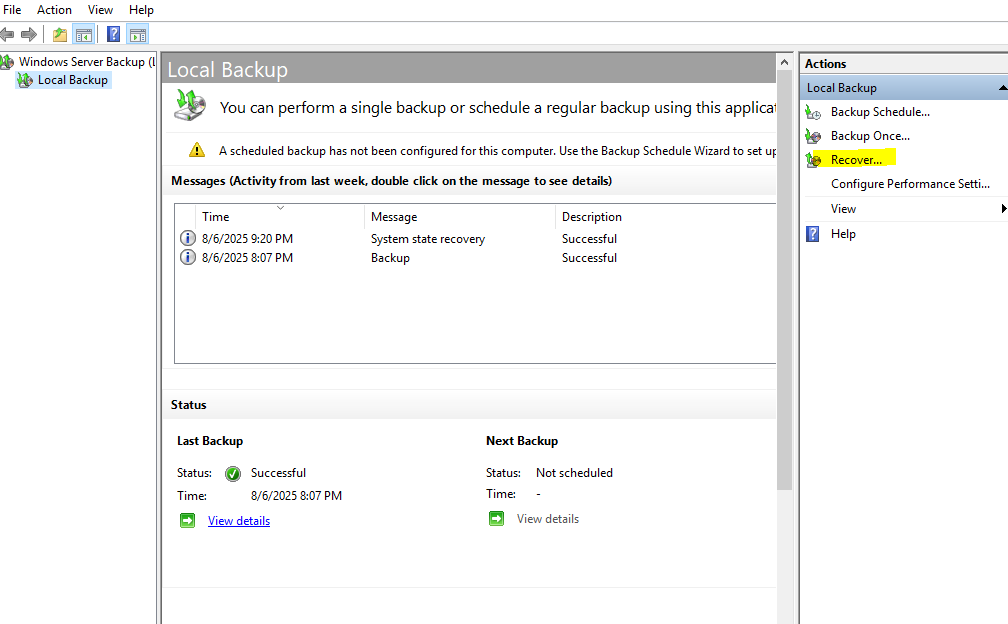 File Action View Help
Windows Server Backup (l
Local Backup
Local Backup
You can perform a single backup or schedule a regular backup using this applicat
A scheduled backup has not been configured for this computer. Use the Backup Schedule Wizard to set up
Messages (Activity from last week, double click on the message to see details)
Time Message Description
8/6/2025 9:20 PM System state recovery Successful
8/6/2025 8:07 PM Backup Successful
Status
Last Backup
Status: Successful
Time: 8/6/2025 8:07 PM
View details
Next Backup
Status: Not scheduled
Time: -
View details
Actions
Local Backup
Backup Schedule...
Backup Once...
Recover...
Configure Performance Setti...
View
Help